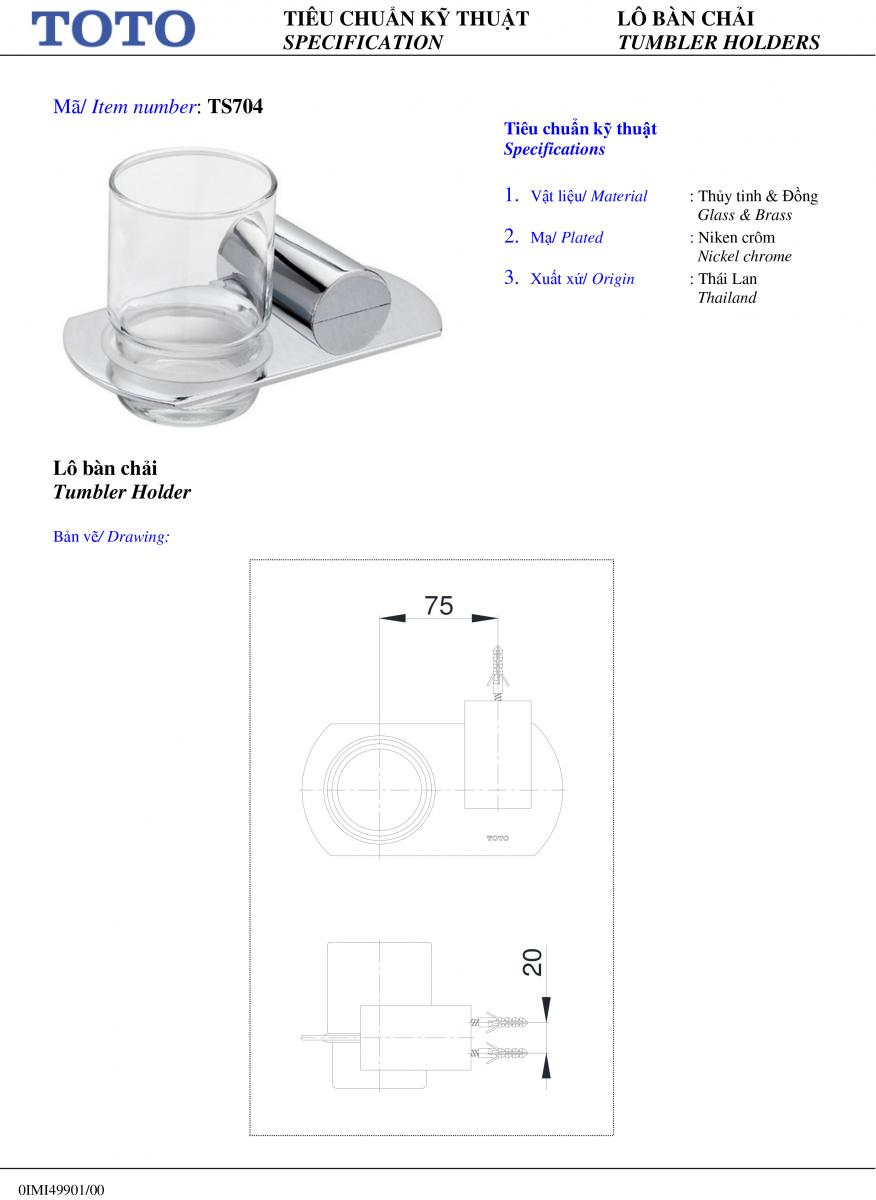 TOTO
TIÊU CHUẨN KỸ THUẬT
SPECIFICATION
LÔ BÀN CHẢI
TUMBLER HOLDERS
Mã/ Item number: TS704
Tiêu chuẩn kỹ thuật
Specifications
1. Vật liệu/ Material : Thủy tinh & Đồng
Glass & Brass
2. Mạ/ Plated : Niken crôm
Nickel chrome
3. Xuất xứ/ Origin : Thái Lan
Thailand
Lô bàn chải
Tumbler Holder
Bản vẽ/ Drawing:
75
TOTO
20
0IMI49901/00